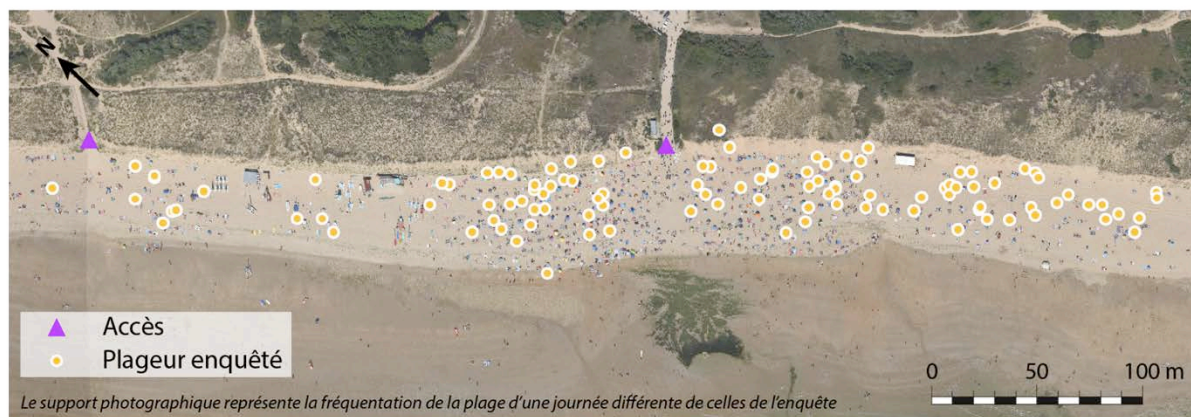 N
Accès
Plageur enquêté
0 50 100 m
Le support photographique représente la fréquentation de la plage d'une journée différente de celles de l'enquête